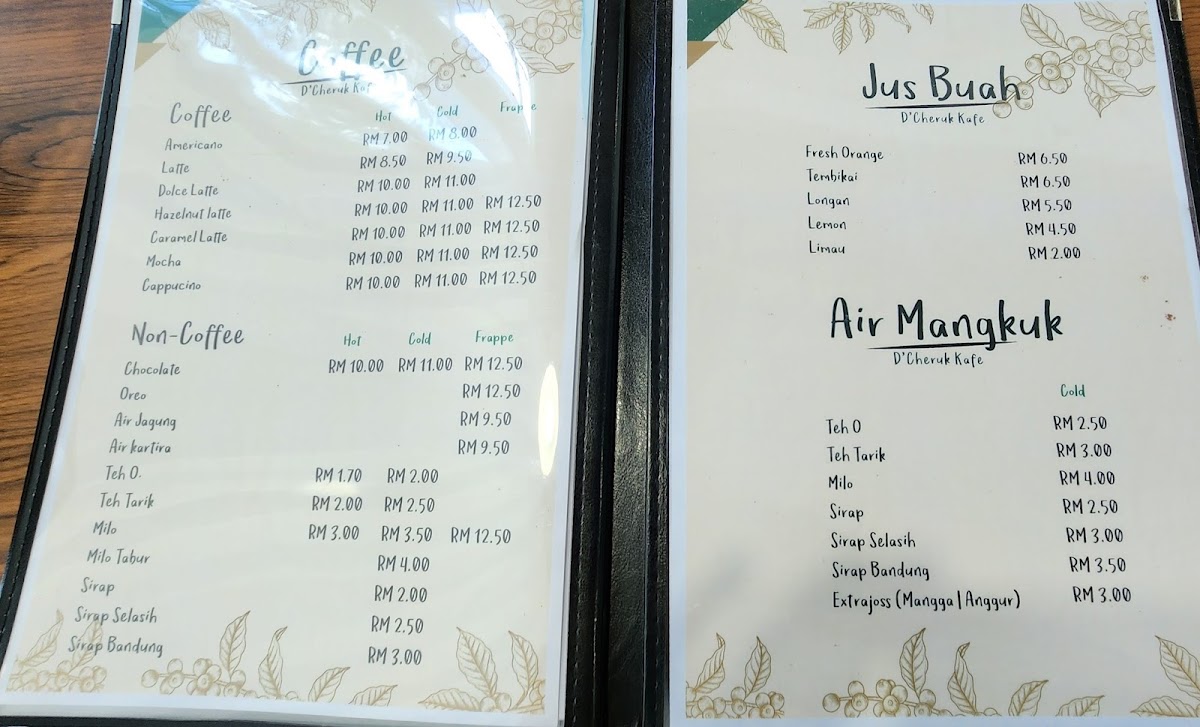 Coffee
D'Cheruk Kafe
Coffee Hot Cold Frappe
Americano RM 7.00 RM 8.00
Latte RM 8.50 RM 9.50
Dolce Latte RM 10.00 RM 11.00
Hazelnut latte RM 10.00 RM 11.00 RM 12.50
Caramel Latte RM 10.00 RM 11.00 RM 12.50
Mocha RM 10.00 RM 11.00 RM 12.50
Cappucino RM 10.00 RM 11.00 RM 12.50
Non-Coffee Hot Cold Frappe
Chocolate RM 10.00 RM 11.00 RM 12.50
Oreo RM 12.50
Air Jagung RM 9.50
Air kartira RM 9.50
Teh O. RM 1.70 RM 2.00
Teh Tarik RM 2.00 RM 2.50
Milo RM 3.00 RM 3.50 RM 12.50
Milo Tabur RM 4.00
Sirap RM 2.00
Sirap Selasih RM 2.50
Sirap Bandung RM 3.00
Jus Buah
D'Cheruk Kafe
Fresh Orange RM 6.50
Tembikai RM 6.50
Longan RM 5.50
Lemon RM 4.50
Limau RM 2.00
Air Mangkuk
D'Cheruk Kafe
Cold
Teh O RM 2.50
Teh Tarik RM 3.00
Milo RM 4.00
Sirap RM 2.50
Sirap Selasih RM 3.00
Sirap Bandung RM 3.50
Extrajoss (Mangga | Anggur) RM 3.00